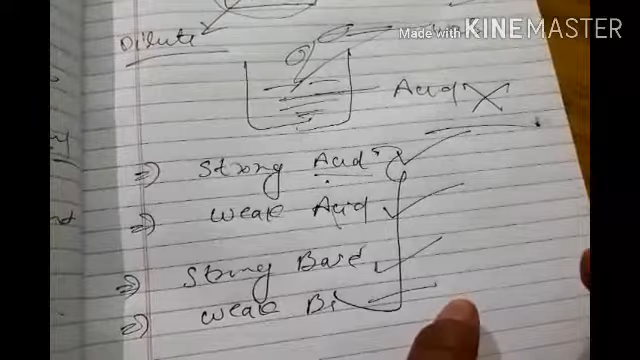 Made with KINEMASTER
Dilute
Acid
Strong Acid
Weak Acid
Strong Base
Weak